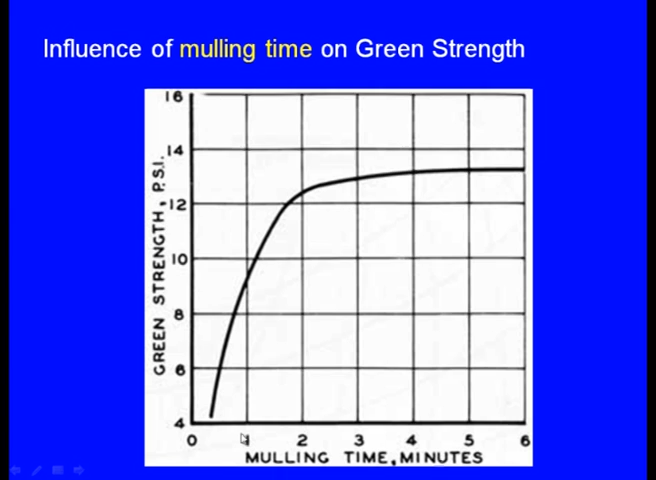 Influence of mulling time on Green Strength
16
14
12
10
8
6
4
GREEN STRENGTH, P.S.I.
0 2 3 4 5 6
MULLING TIME, MINUTES